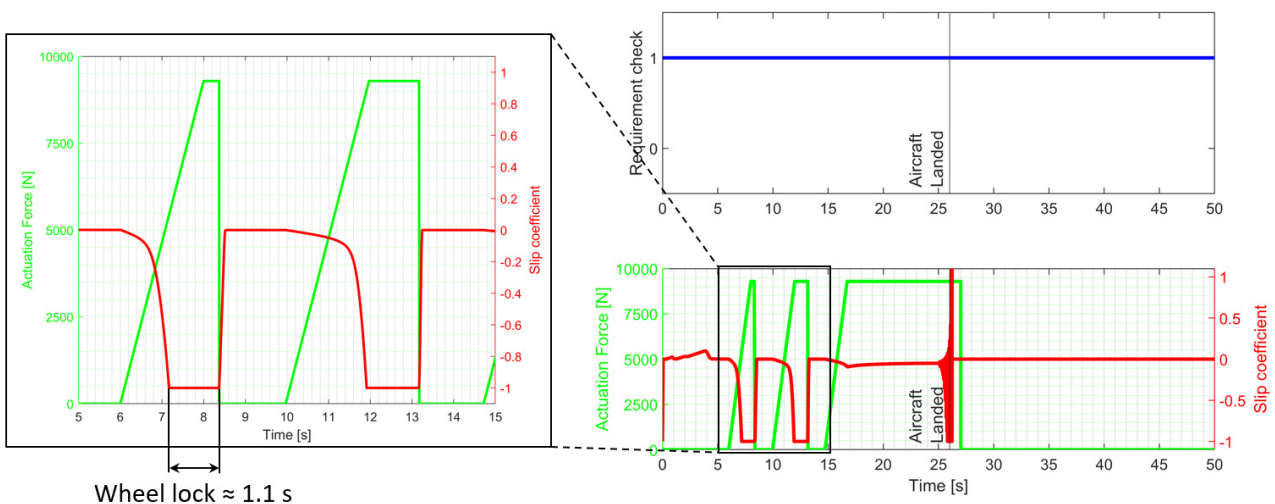 10000
7500
5000
2500
0
Actuation Force [N]
1
0.8
0.6
0.4
0.2
0
-0.2
-0.4
-0.6
-0.8
-1
Slip coefficient
5 6 7 8 9 10 11 12 13 14 15
Time [s]
Wheel lock ≈ 1.1 s
Requirement check
1
0
Aircraft
Landed
0 5 10 15 20 25 30 35 40 45 50
10000
7500
5000
2500
0
Actuation Force [N]
Aircraft
Landed
1
0.5
0
-0.5
-1
Slip coefficient
0 5 10 15 20 25 30 35 40 45 50
Time [s]